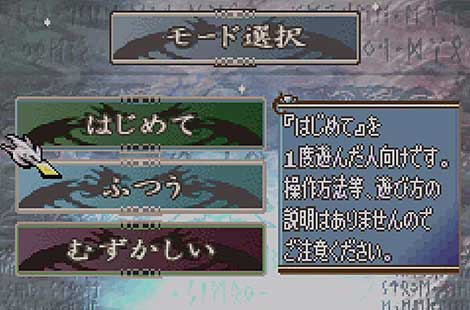 モード選択
はじめて
ふつう
むずかしい
『はじめて』を
1度遊んだ人向けです。
操作方法等、遊び方の
説明はありませんので
ご注意ください。